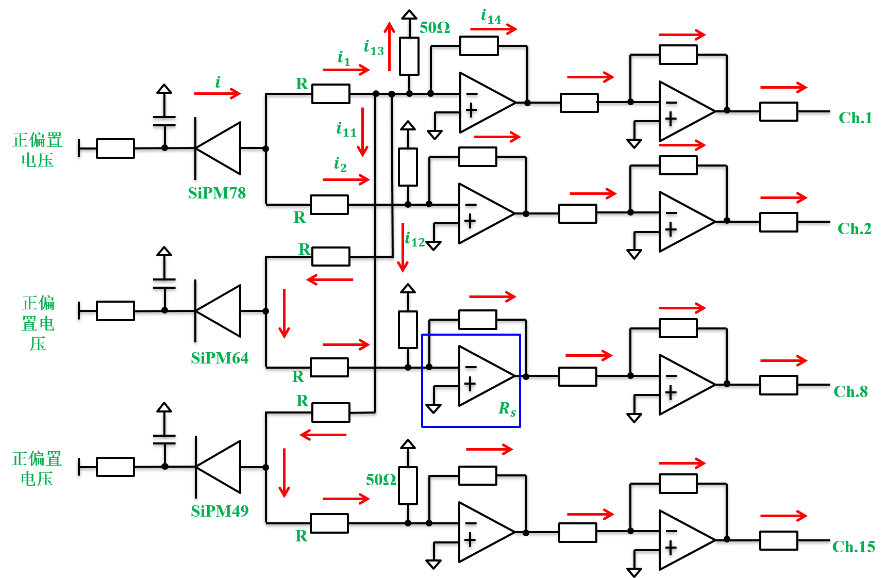 50Ω
i₁₄
i₁₃
i₁
i
R
正偏置
电压
i₁₁
Ch.1
i₂
SiPM78
R
Ch.2
i₁₂
R
正偏
置电
压
SiPM64
R
Rₛ
Ch.8
R
正偏置
电压
50Ω
SiPM49
R
Ch.15